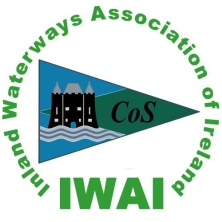 Inland Waterways Association of Ireland
CoS
IWAI